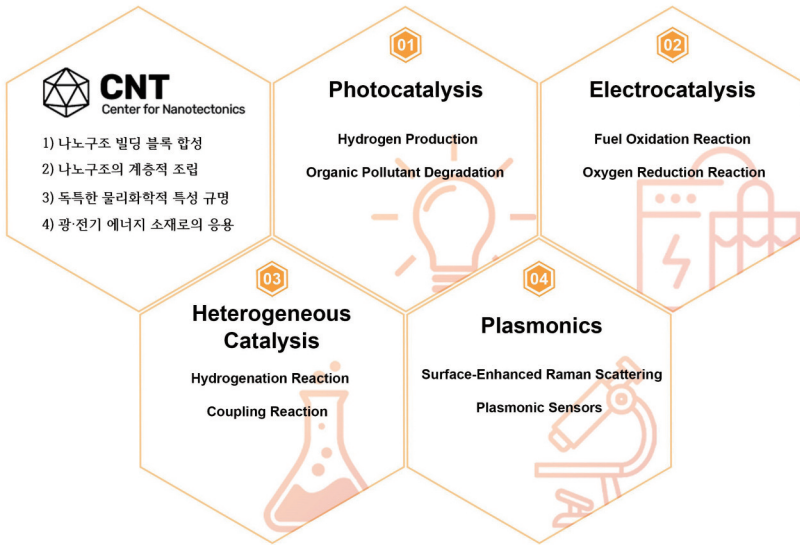 CNT
Center for Nanotectonics
1) 나노구조 빌딩 블록 합성
2) 나노구조의 계층적 조립
3) 독특한 물리화학적 특성 규명
4) 광·전기 에너지 소재로의 응용
01
Photocatalysis
Hydrogen Production
Organic Pollutant Degradation
02
Electrocatalysis
Fuel Oxidation Reaction
Oxygen Reduction Reaction
03
Heterogeneous
Catalysis
Hydrogenation Reaction
Coupling Reaction
04
Plasmonics
Surface-Enhanced Raman Scattering
Plasmonic Sensors